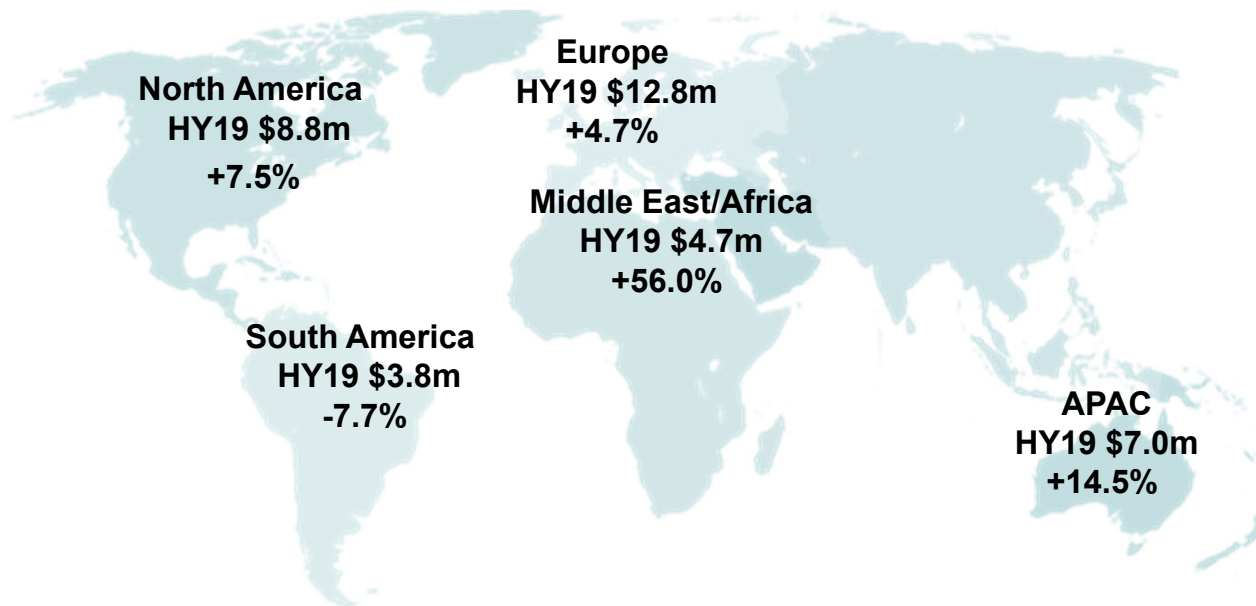 North America
HY19 $8.8m
+7.5%
Europe
HY19 $12.8m
+4.7%
Middle East/Africa
HY19 $4.7m
+56.0%
South America
HY19 $3.8m
-7.7%
APAC
HY19 $7.0m
+14.5%